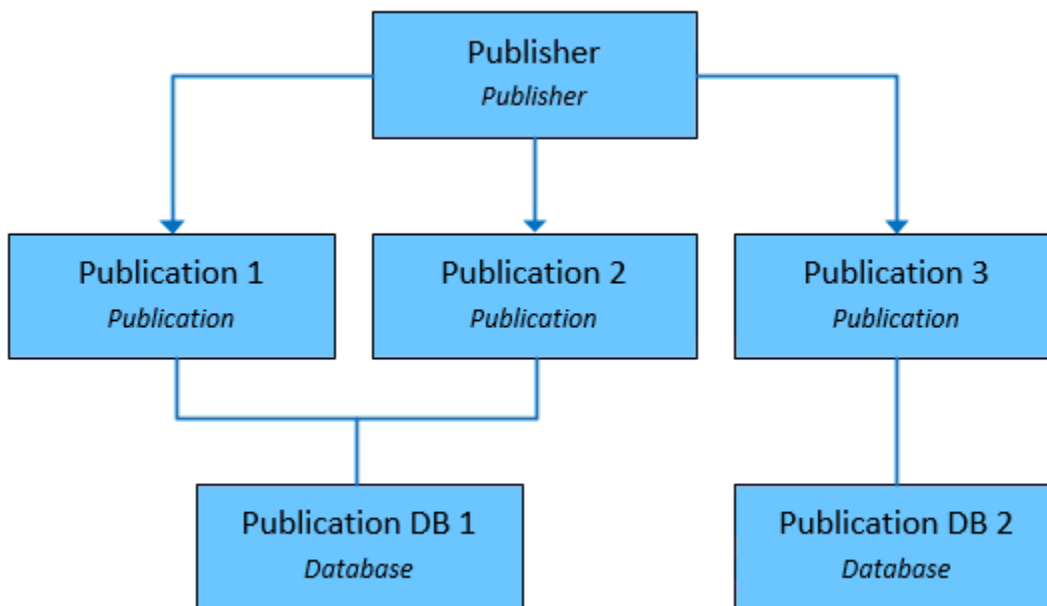 Publisher
Publisher
Publication 1
Publication
Publication 2
Publication
Publication 3
Publication
Publication DB 1
Database
Publication DB 2
Database